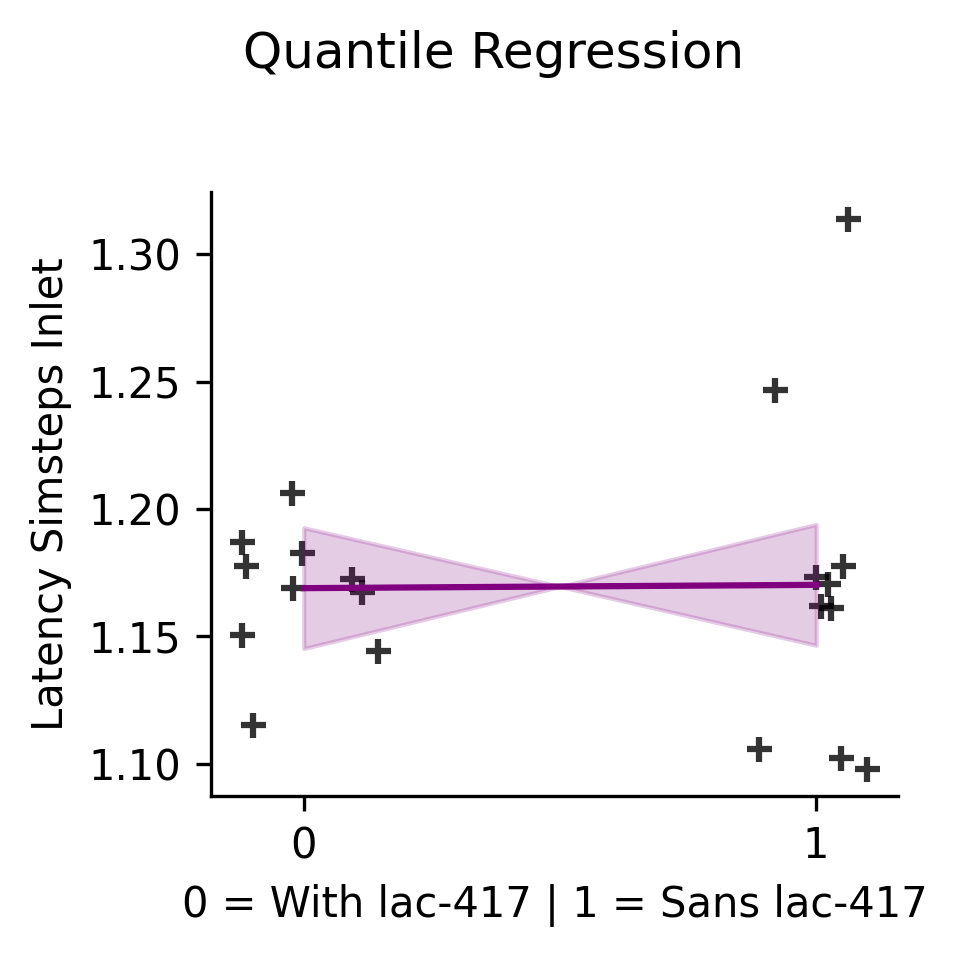 Quantile Regression
Latency Simsteps Inlet
1.30
1.25
1.20
1.15
1.10
0
1
0 = With lac-417 | 1 = Sans lac-417